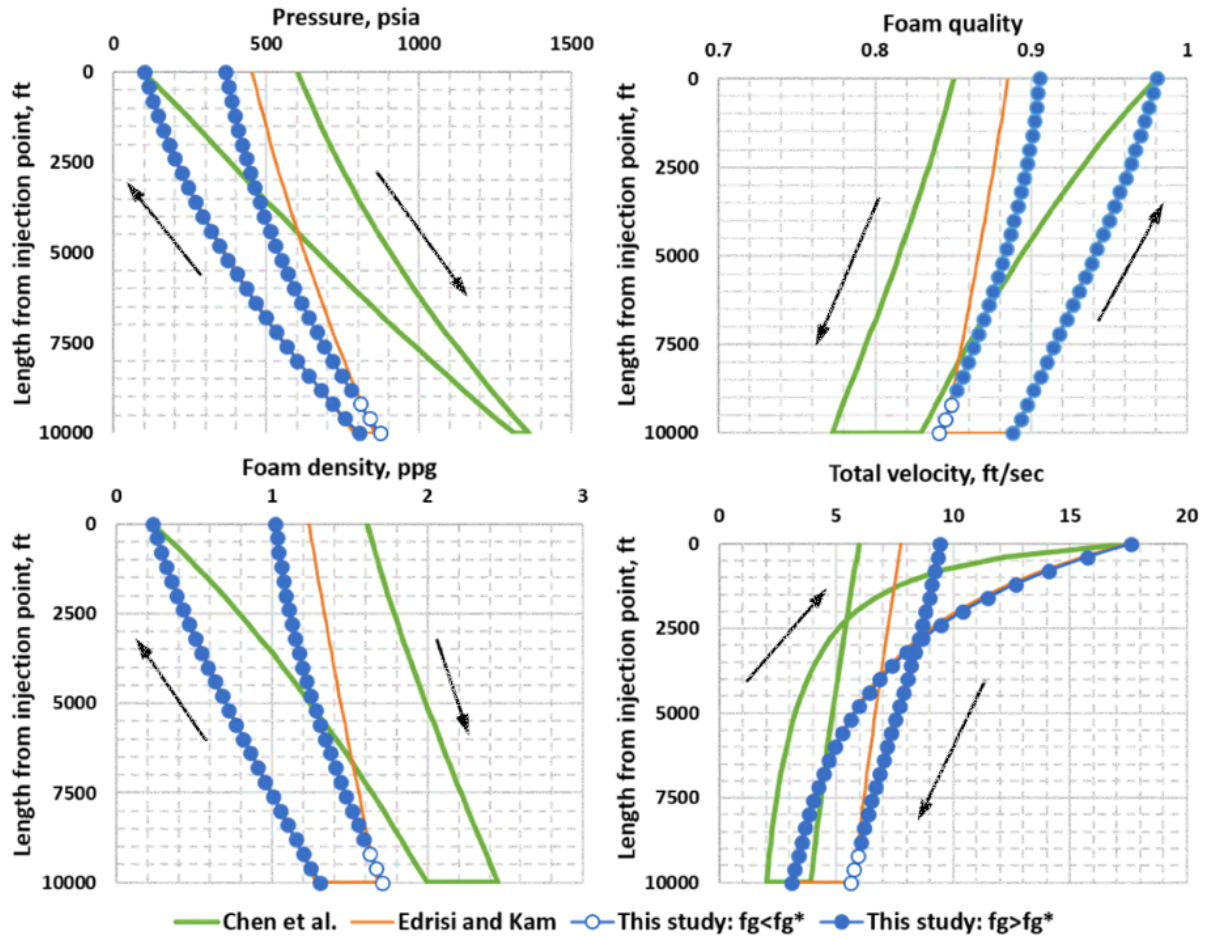 Pressure, psia
0 500 1000 1500
Length from injection point, ft
0
2500
5000
7500
10000
Foam quality
0.7 0.8 0.9 1
Length from injection point, ft
0
2500
5000
7500
10000
Foam density, ppg
0 1 2 3
Length from injection point, ft
0
2500
5000
7500
10000
Total velocity, ft/sec
0 5 10 15 20
Length from injection point, ft
0
2500
5000
7500
10000
Chen et al. Edrisi and Kam This study: fg<fg* This study: fg>fg*